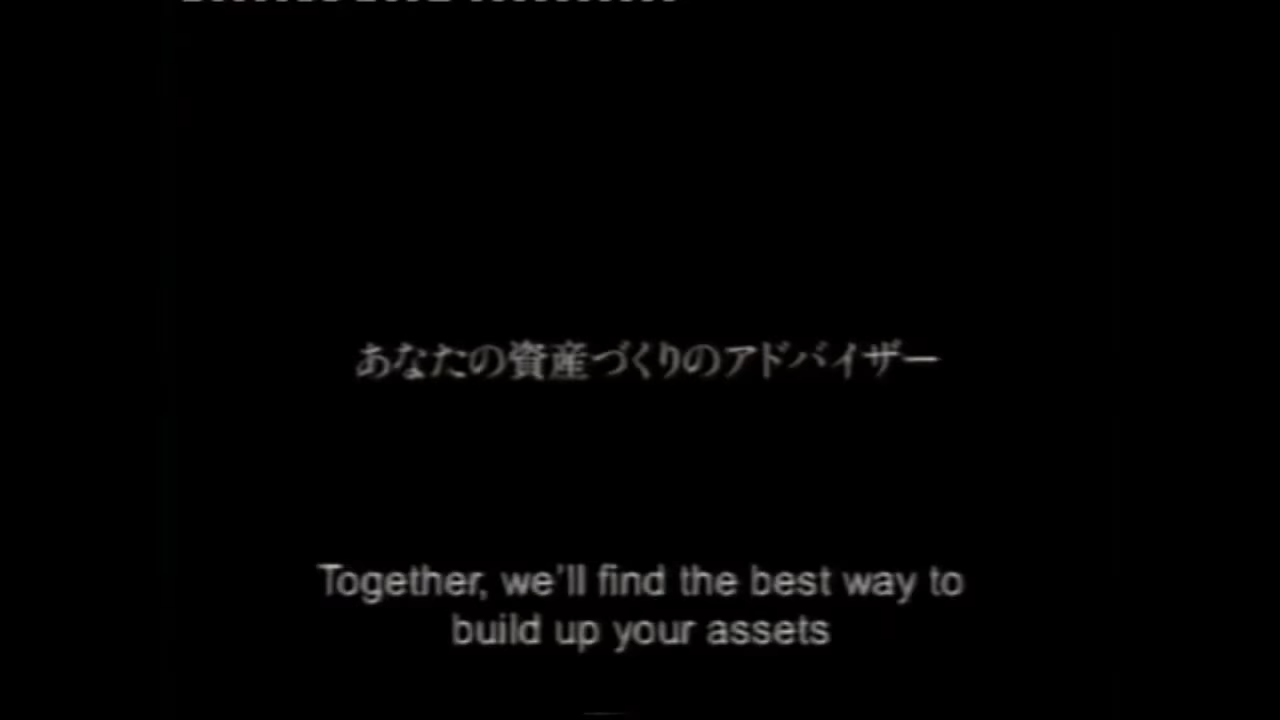 あなたの資産づくりのアドバイザー
Together, we'll find the best way to
build up your assets